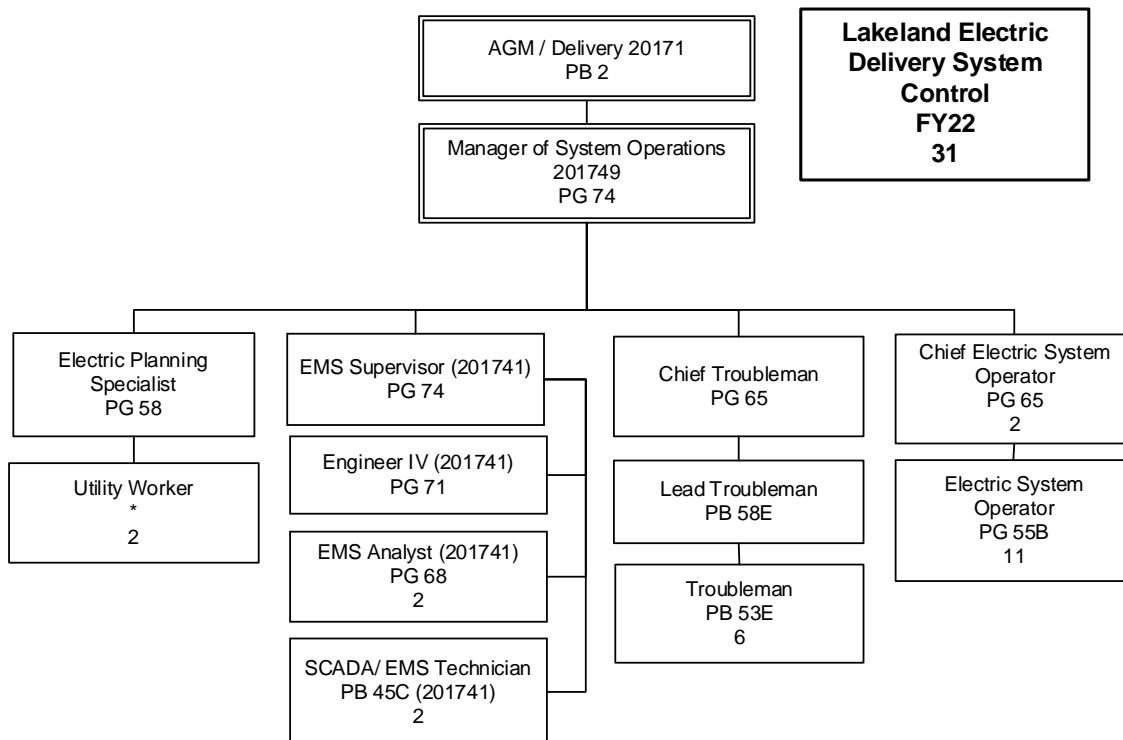 AGM / Delivery 20171
PB 2
Lakeland Electric
Delivery System
Control
FY22
31
Manager of System Operations
201749
PG 74
Electric Planning
Specialist
PG 58
Utility Worker
*
2
EMS Supervisor (201741)
PG 74
Engineer IV (201741)
PG 71
EMS Analyst (201741)
PG 68
2
SCADA/ EMS Technician
PB 45C (201741)
2
Chief Troubleman
PG 65
Lead Troubleman
PB 58E
Troubleman
PB 53E
6
Chief Electric System
Operator
PG 65
2
Electric System
Operator
PG 55B
11